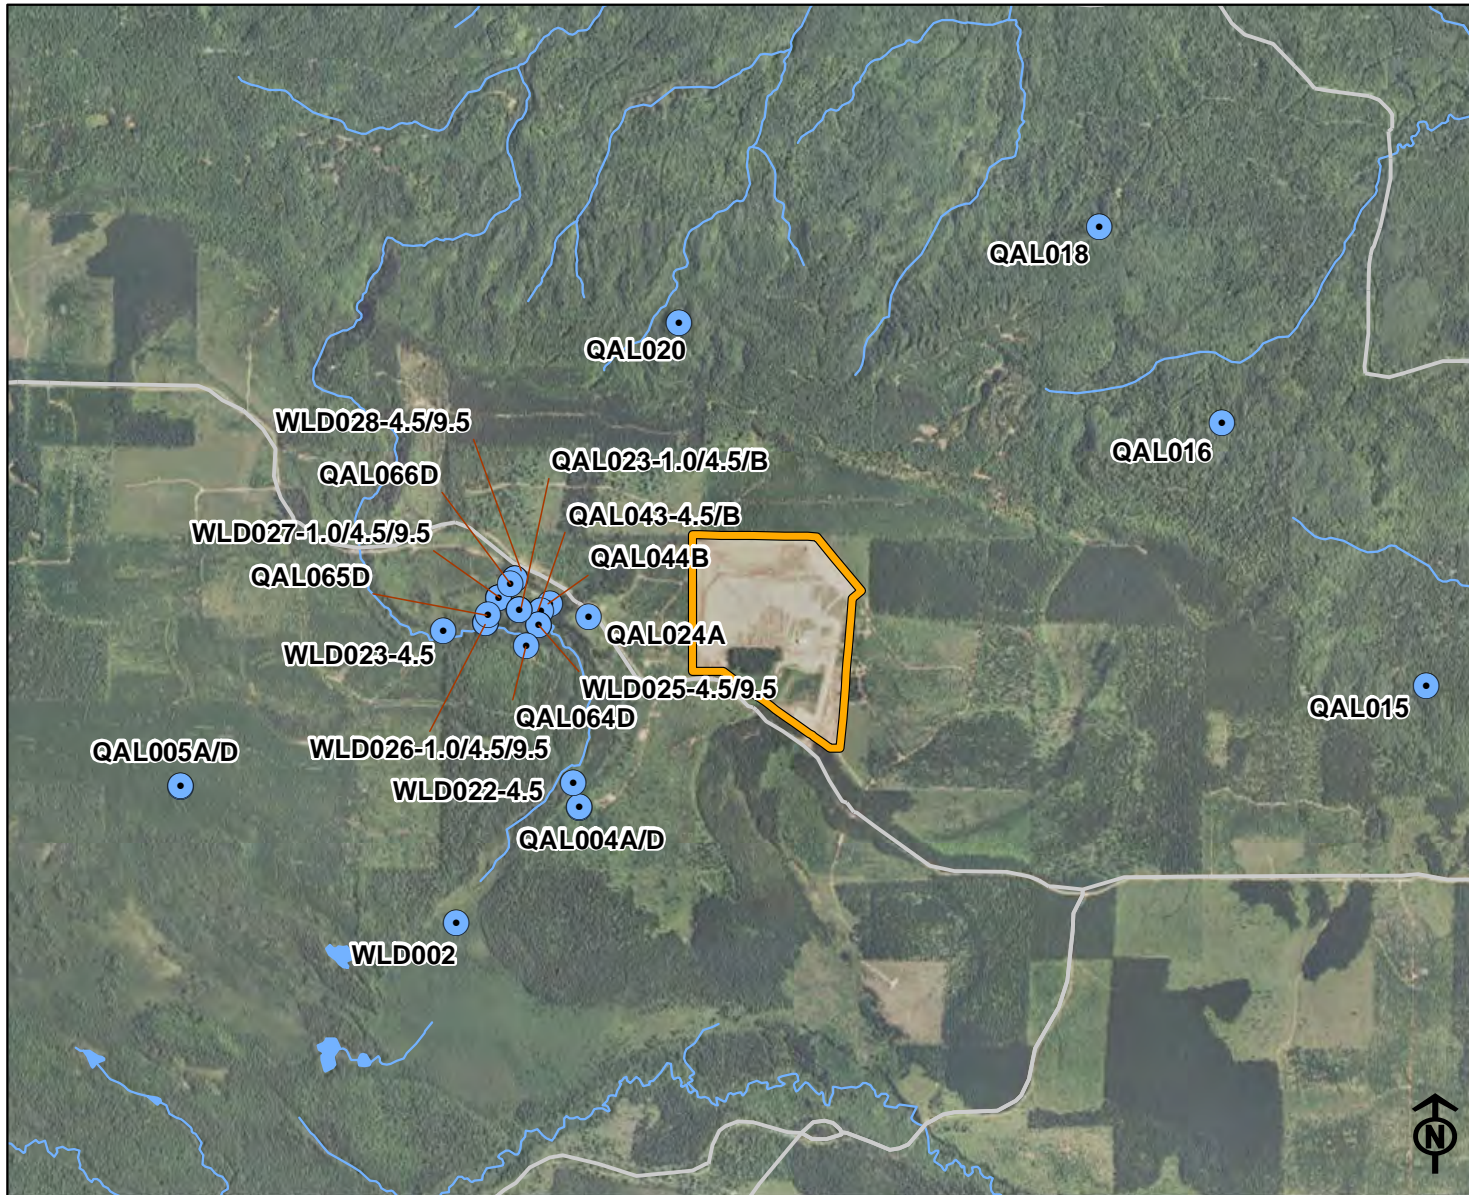 QAL018
QAL020
WLD028-4.5/9.5
QAL016
QAL023-1.0/4.5/B
QAL066D
QAL043-4.5/B
WLD027-1.0/4.5/9.5
QAL044B
QAL065D
QAL024A
WLD023-4.5
WLD025-4.5/9.5
QAL015
QAL064D
WLD026-1.0/4.5/9.5
QAL005A/D
WLD022-4.5
QAL004A/D
WLD002
N